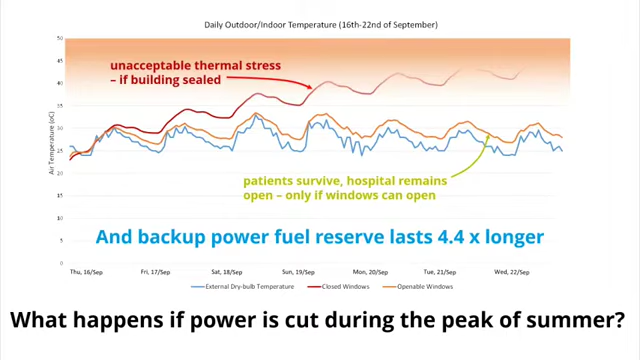 Daily Outdoor/Indoor Temperature (16th-22nd of September)
50
45
40
35
30
25
20
15
10
5
0
Air Temperature (oC)
unacceptable thermal stress
– if building sealed
patients survive, hospital remains
open – only if windows can open
And backup power fuel reserve lasts 4.4 x longer
Thu, 16/Sep Fri, 17/Sep Sat, 18/Sep Sun, 19/Sep Mon, 20/Sep Tue, 21/Sep Wed, 22/Sep
External Dry-bulb Temperature Closed Windows Openable Windows
What happens if power is cut during the peak of summer?